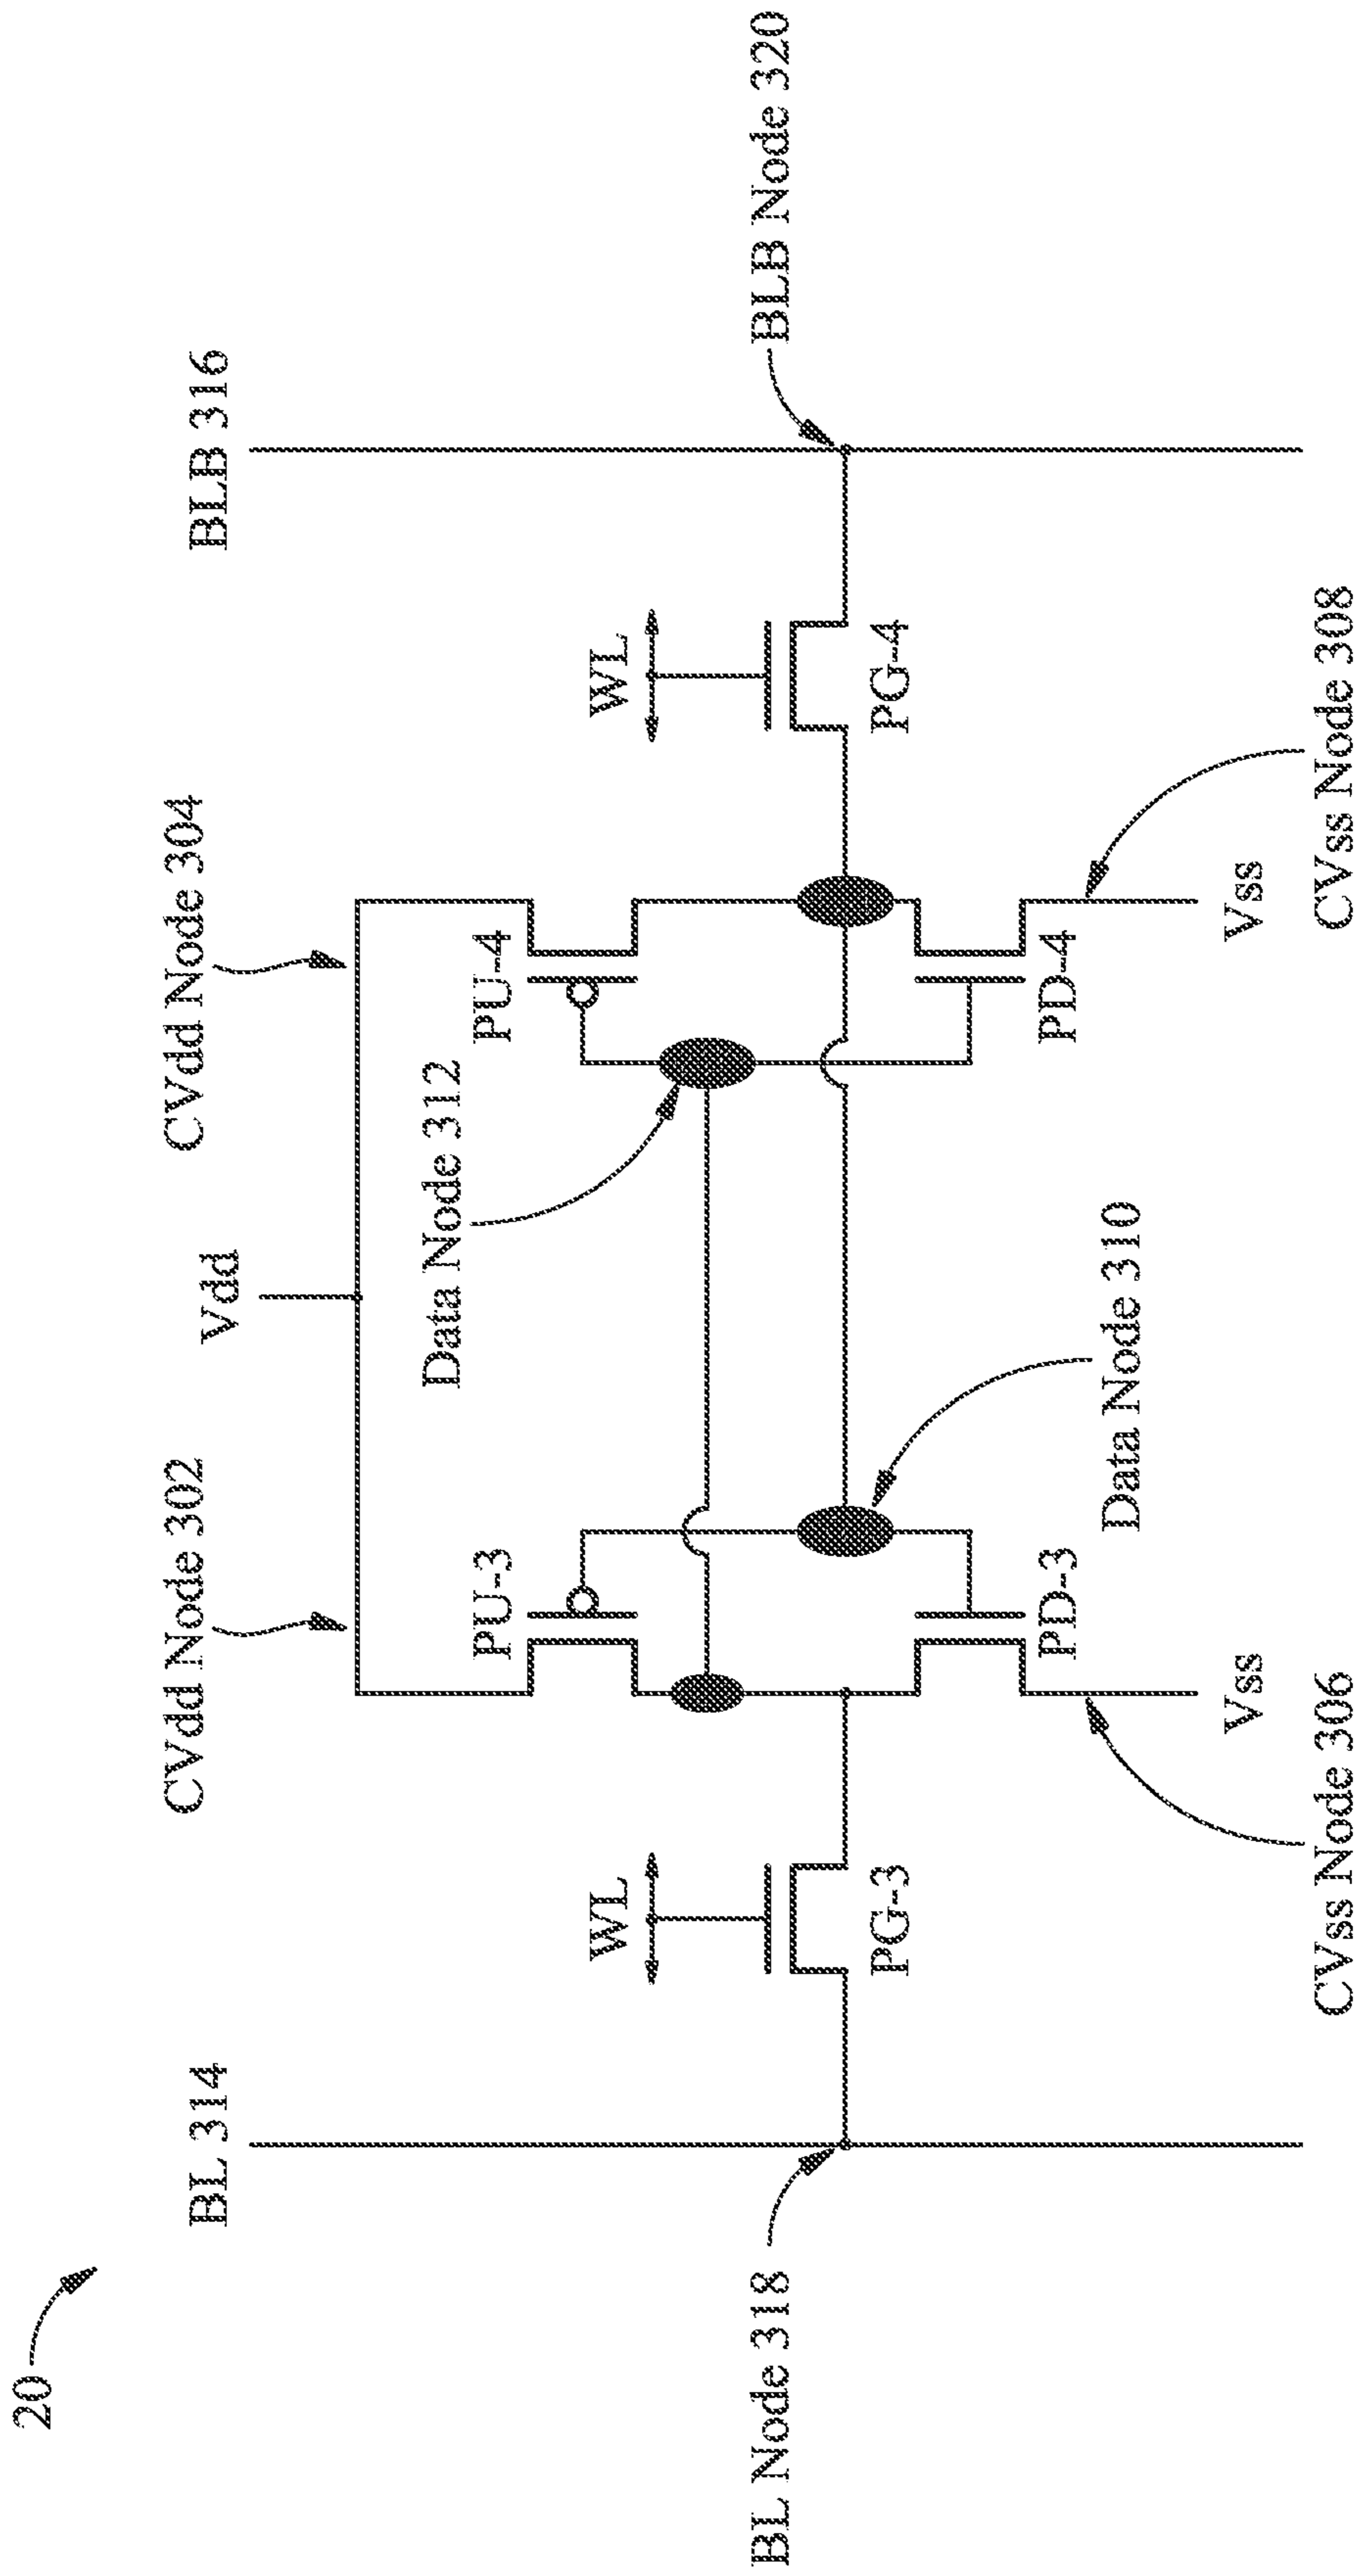 20
BL 314
CVdd Node 302
Vdd
CVdd Node 304
BLB 316
PU-3
Data Node 312
PU-4
WL
WL
BL Node 318
BLB Node 320
PG-3
PG-4
PD-3
Data Node 310
PD-4
Vss
Vss
CVss Node 306
CVss Node 308